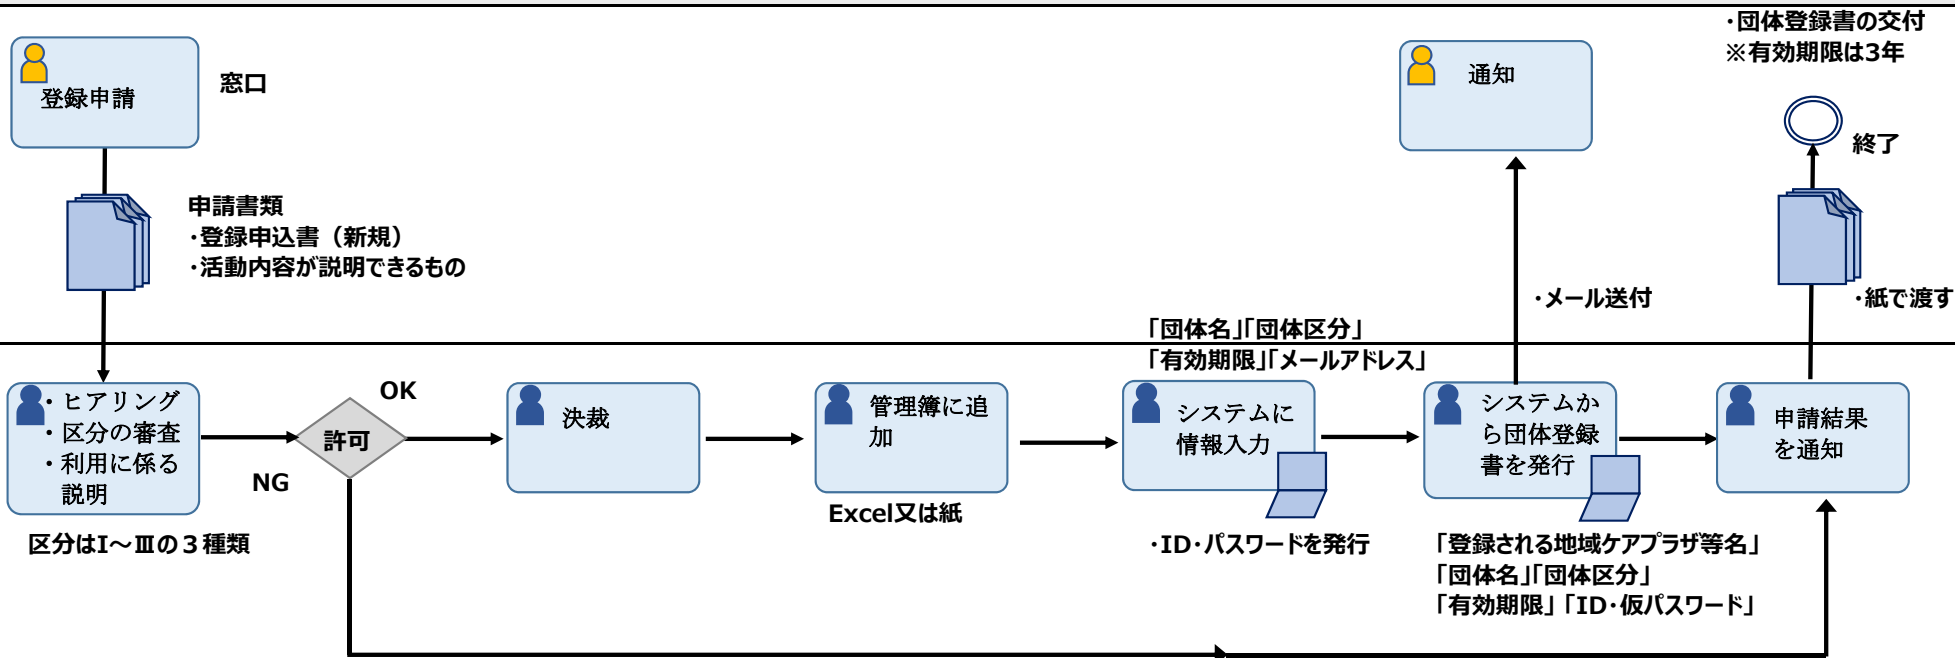 登録申請
窓口
申請書類
・登録申込書（新規）
・活動内容が説明できるもの
通知
・メール送付
・団体登録書の交付
※有効期限は3年
終了
・紙で渡す
・ヒアリング
・区分の審査
・利用に係る
説明
区分はI～Ⅲの３種類
許可
OK
NG
決裁
管理簿に追
加
Excel又は紙
「団体名」「団体区分」
「有効期限」「メールアドレス」
システムに
情報入力
・ID・パスワードを発行
システムか
ら団体登録
書を発行
「登録される地域ケアプラザ等名」
「団体名」「団体区分」
「有効期限」「ID・仮パスワード」
申請結果
を通知